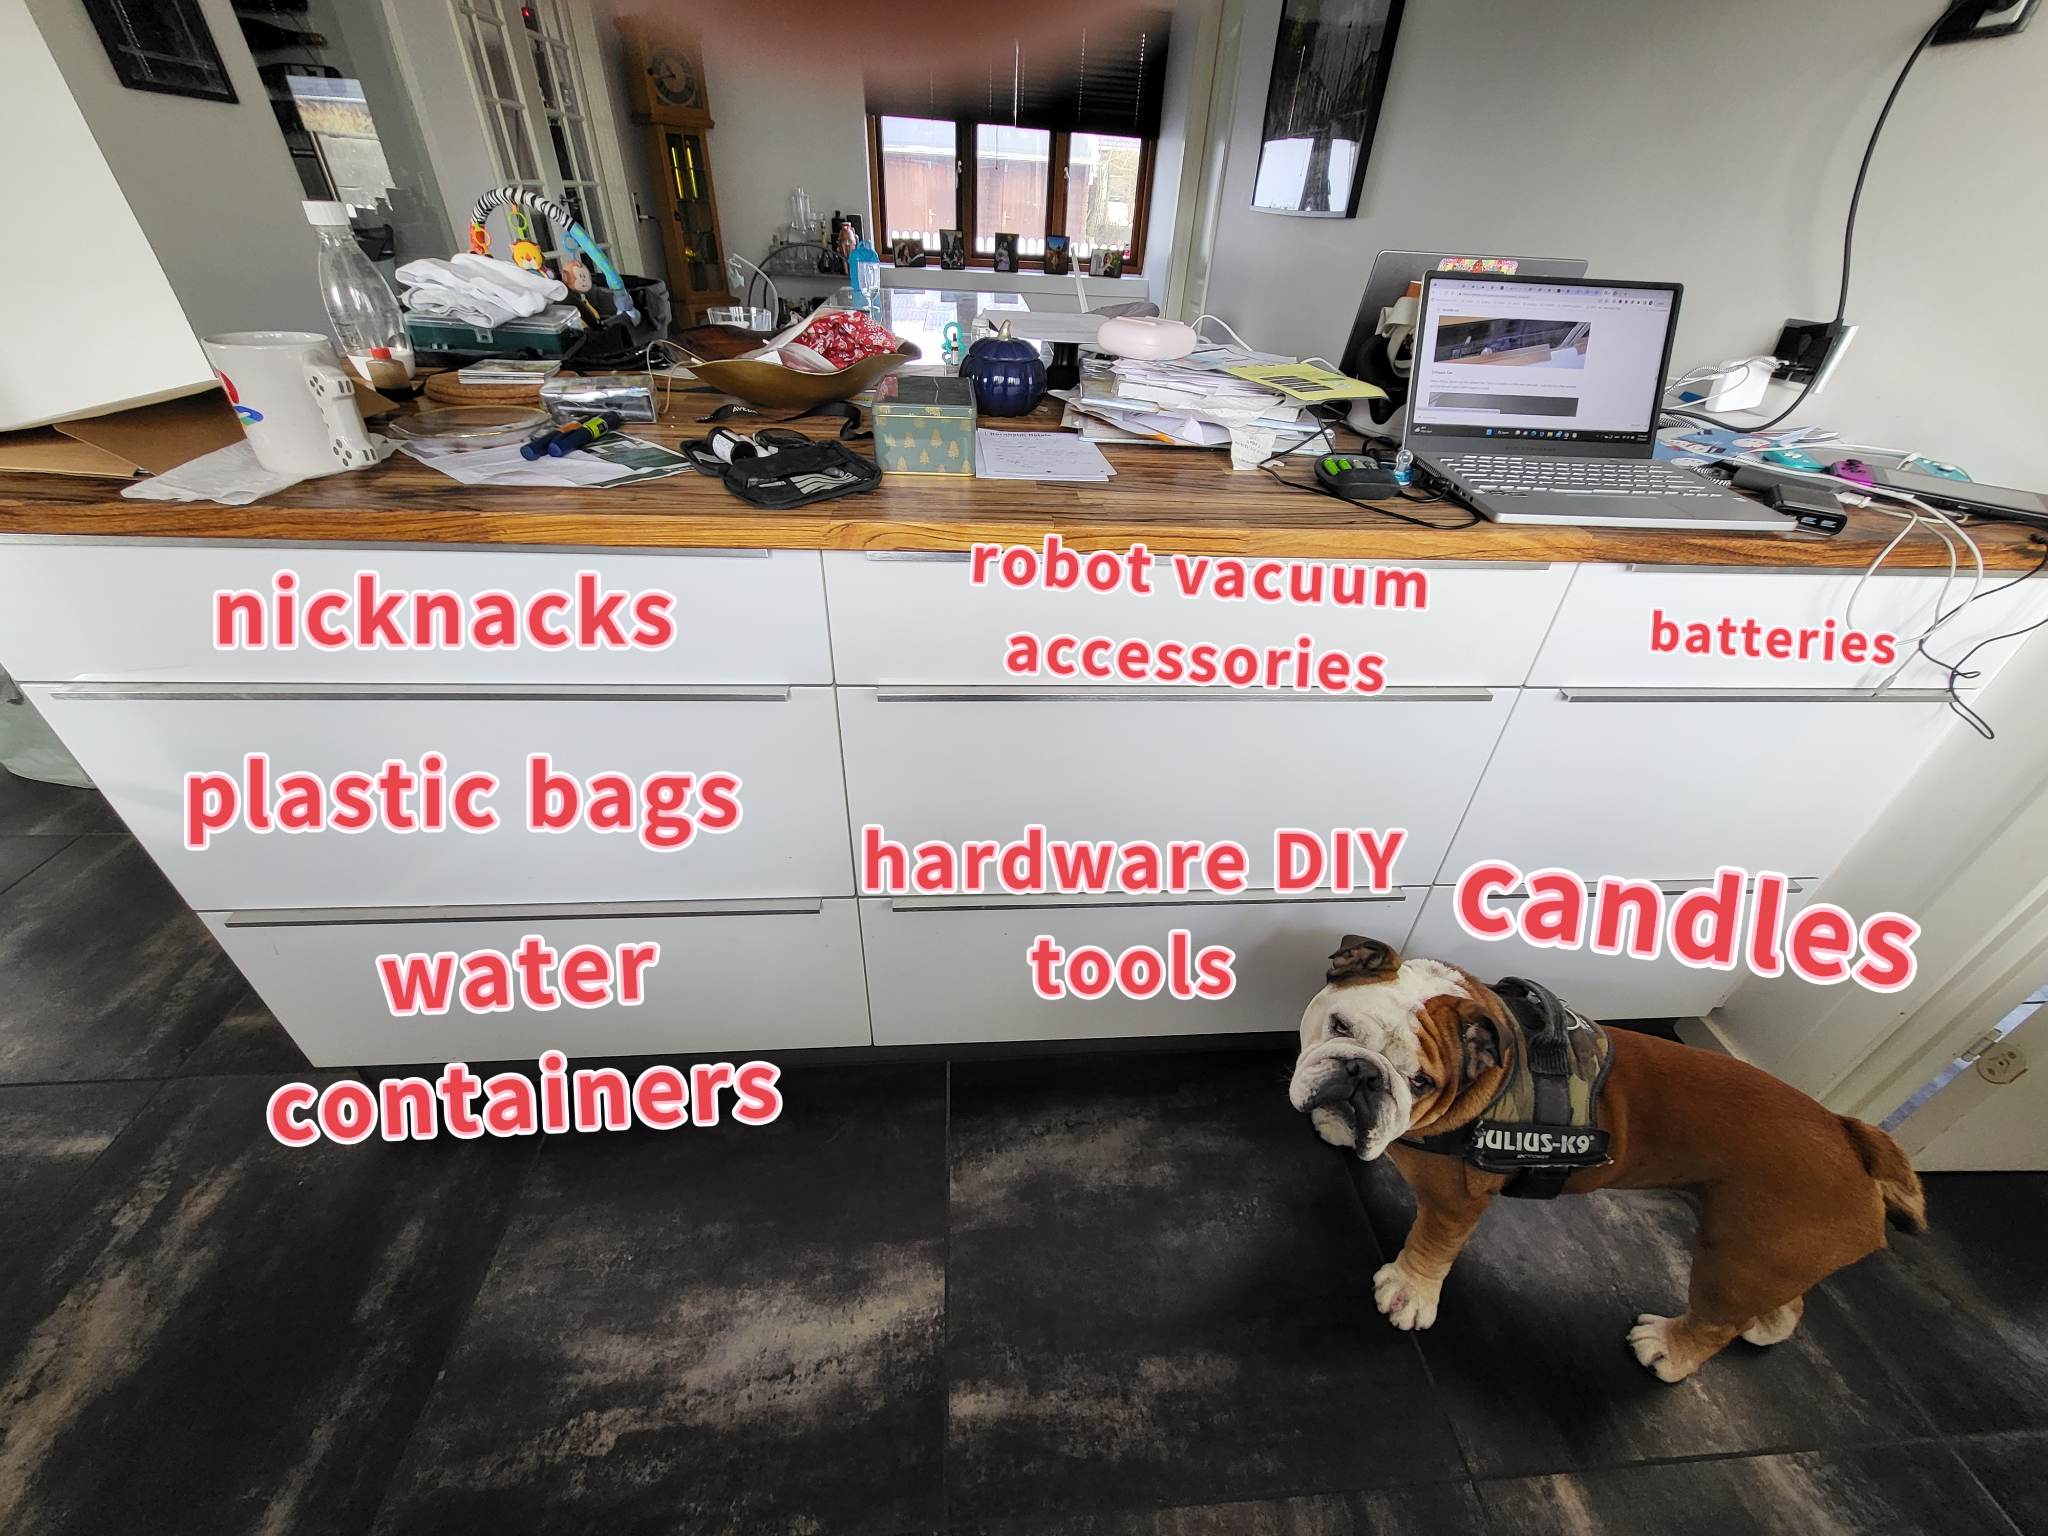 nicknacks
robot vacuum
accessories
batteries
plastic bags
hardware DIY
tools
candles
water
containers
JULIUS-K9